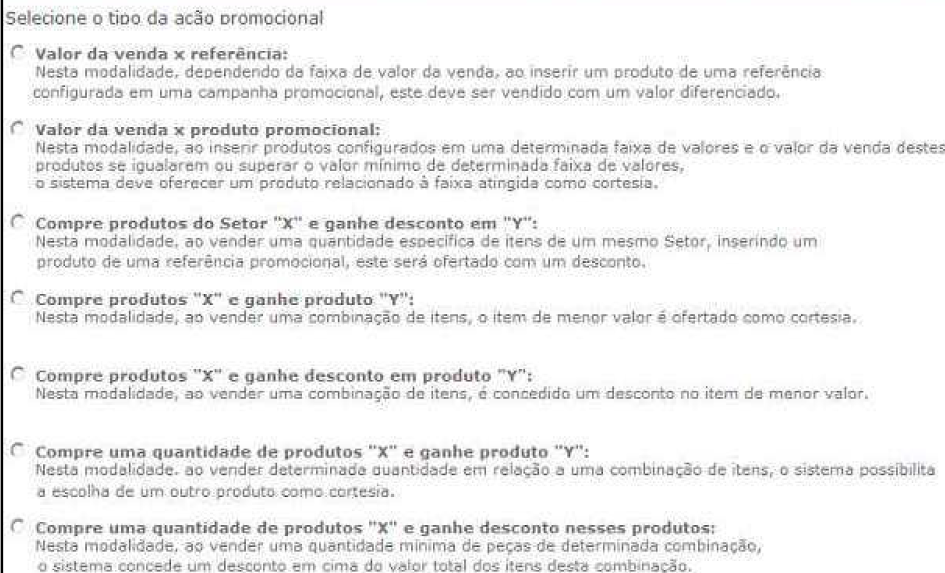 Selecione o tipo da ação promocional
Valor da venda x referência:
Nesta modalidade, dependendo da faixa de valor da venda, ao inserir um produto de uma referência
configurada em uma campanha promocional, este deve ser vendido com um valor diferenciado.
Valor da venda x produto promocional:
Nesta modalidade, ao inserir produtos configurados em uma determinada faixa de valores e o valor da venda destes
produtos se igualarem ou superar o valor mínimo de determinada faixa de valores,
o sistema deve oferecer um produto relacionado à faixa atingida como cortesia.
Compre produtos do Setor "X" e ganhe desconto em "Y":
Nesta modalidade, ao vender uma quantidade específica de itens de um mesmo Setor, inserindo um
produto de uma referência promocional, este será ofertado com um desconto.
Compre produtos "X" e ganhe produto "Y":
Nesta modalidade, ao vender uma combinação de itens, o item de menor valor é ofertado como cortesia.
Compre produtos "X" e ganhe desconto em produto "Y":
Nesta modalidade, ao vender uma combinação de itens, é concedido um desconto no item de menor valor.
Compre uma quantidade de produtos "X" e ganhe produto "Y":
Nesta modalidade. ao vender determinada quantidade em relação a uma combinação de itens, o sistema possibilita
a escolha de um outro produto como cortesia.
Compre uma quantidade de produtos "X" e ganhe desconto nesses produtos:
Nesta modalidade, ao vender uma quantidade mínima de peças de determinada combinação,
o sistema concede um desconto em cima do valor total dos itens desta combinação.